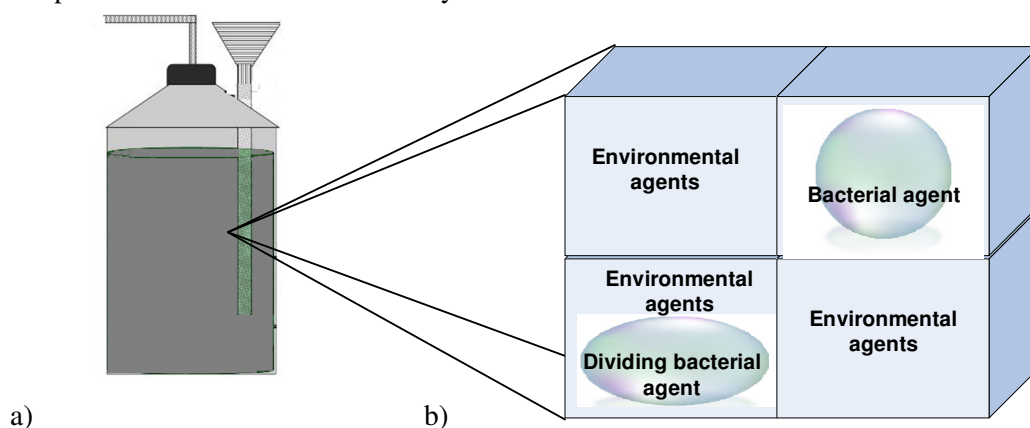 Environmental
agents
Bacterial agent
Environmental
agents
Dividing bacterial
agent
Environmental
agents
a)
b)